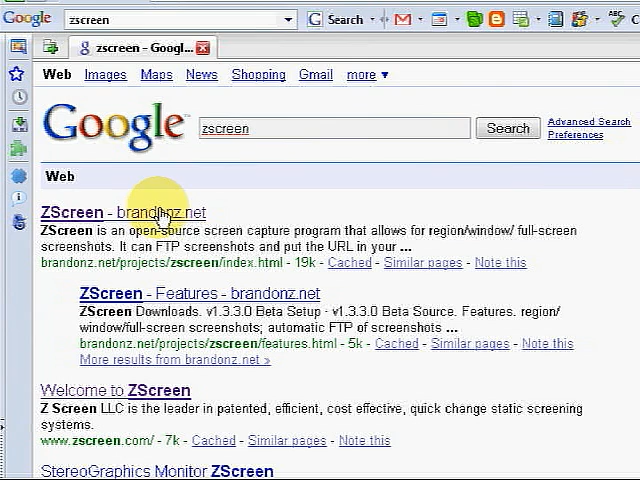 Google zscreen Search C
zscreen - Googl...
Web Images Maps News Shopping Gmail more ▼
Google zscreen Search Advanced Search
Preferences
Web
ZScreen - brandonz.net
ZScreen is an open-source screen capture program that allows for region/window/ full-screen
screenshots. It can FTP screenshots and put the URL in your ...
brandonz.net/projects/zscreen/index.html - 19k - Cached - Similar pages - Note this
ZScreen - Features - brandonz.net
ZScreen Downloads. v1.3.3.0 Beta Setup · v1.3.3.0 Beta Source. Features. region/
window/full-screen screenshots; automatic FTP of screenshots ...
brandonz.net/projects/zscreen/features.html - 5k - Cached - Similar pages - Note this
More results from brandonz.net »
Welcome to ZScreen
Z Screen LLC is the leader in patented, efficient, cost effective, quick change static screening
systems.
www.zscreen.com/ - 7k - Cached - Similar pages - Note this
StereoGraphics Monitor ZScreen